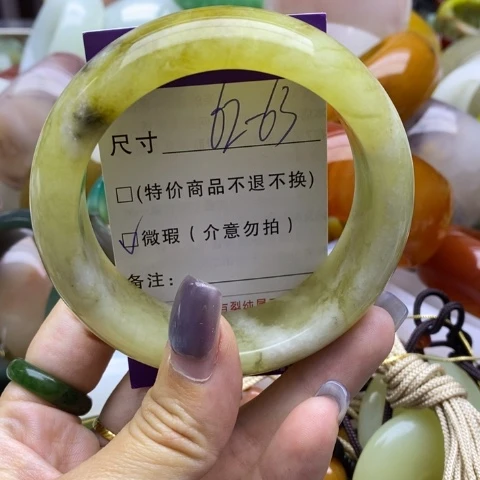 尺寸 62-63
□(特价商品不退不换)
☑微瑕(介意勿拍)
备注: